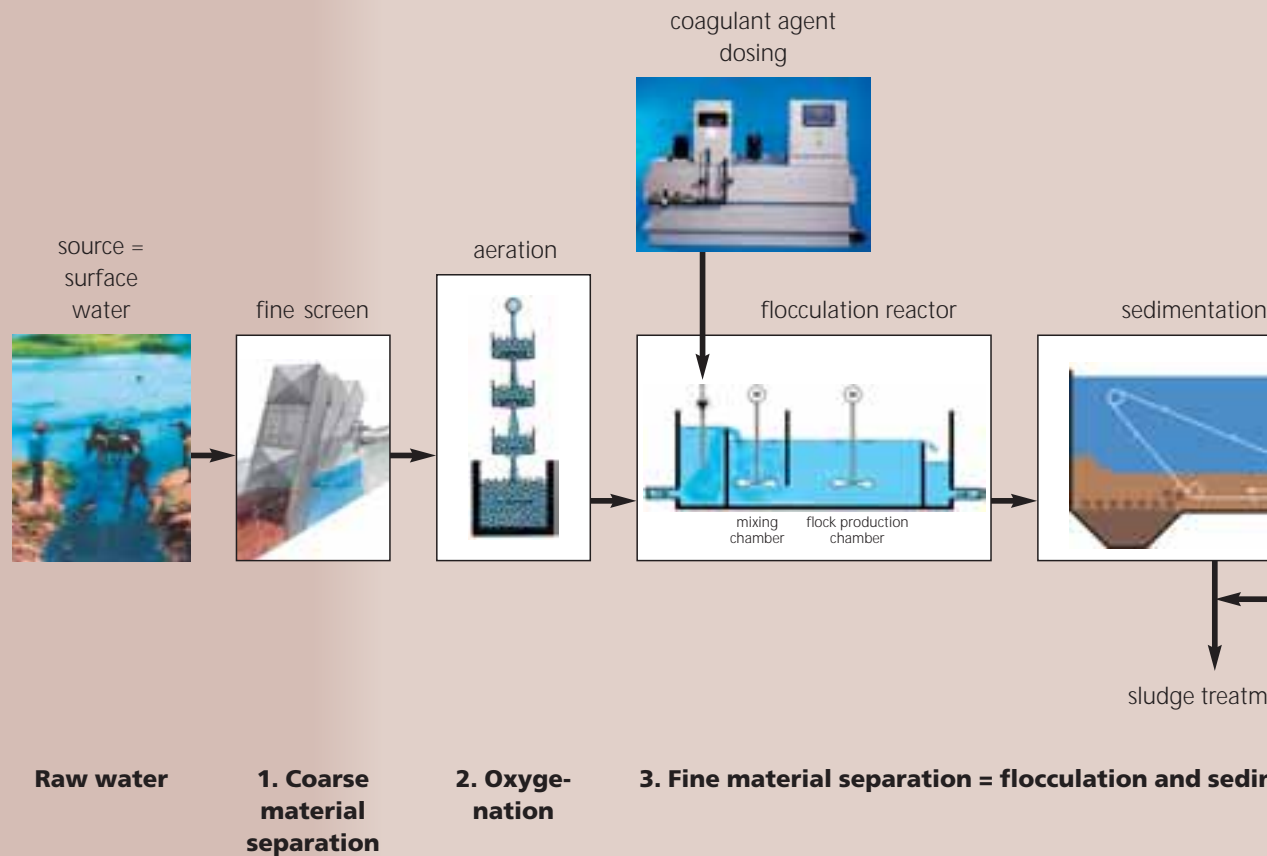 coagulant agent
dosing
source =
surface
water
fine screen
aeration
flocculation reactor
sedimentation
mixing
chamber
flock production
chamber
sludge
Raw water
1. Coarse
material
separation
2. Oxyge-
nation
3. Fine material separation = flocculation and